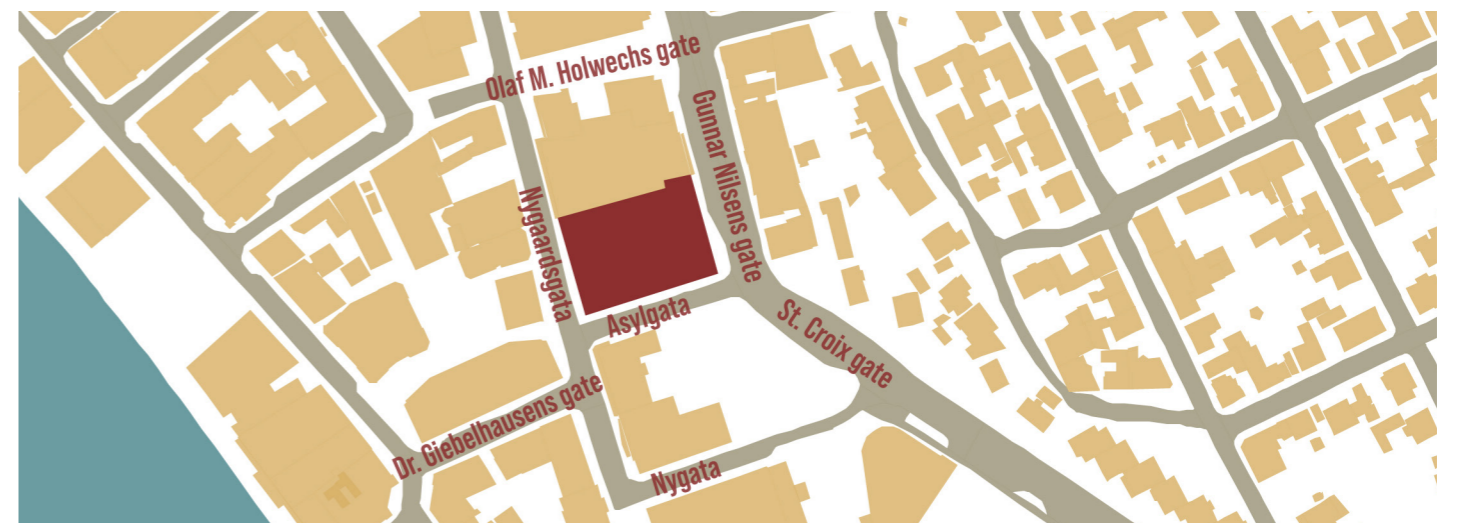 Olaf M. Holwechs gate
Gunnar Nilsens gate
Nygaardsgata
Asylgata
St. Croix gate
Dr. Giebelhausens gate
Nygata